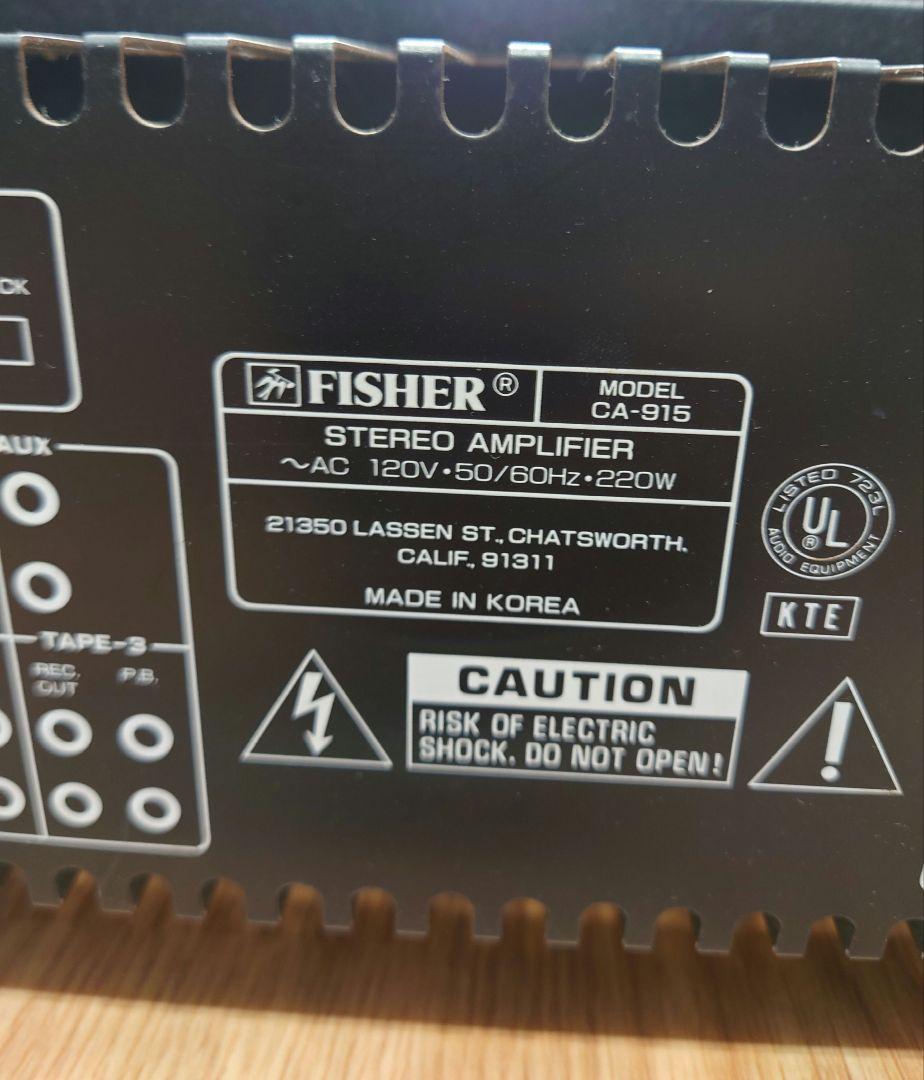 CK
AUX
TAPE-3
REC. P.B.
OUT
FISHER®
MODEL
CA-915
STEREO AMPLIFIER
~AC 120V•50/60Hz•220W
21350 LASSEN ST., CHATSWORTH,
CALIF., 91311
MADE IN KOREA
LISTED 723L
UL®
AUDIO EQUIPMENT
KTE
CAUTION
RISK OF ELECTRIC
SHOCK. DO NOT OPEN!